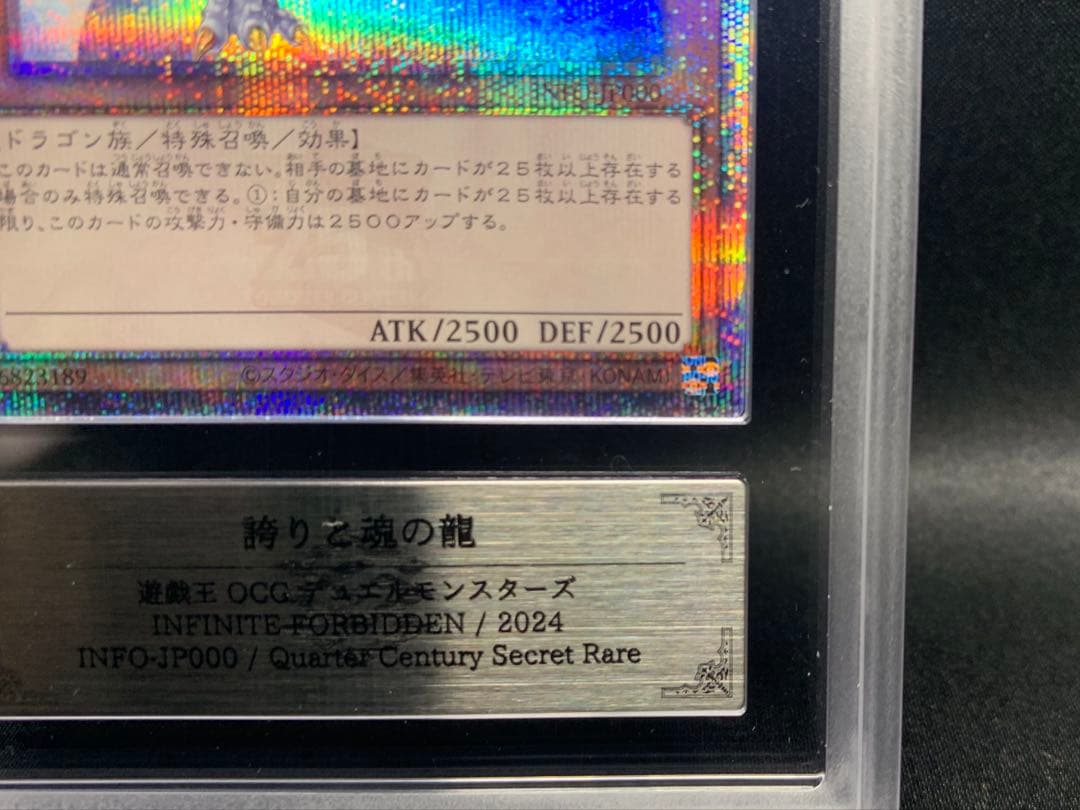 INFO-JP000
ドラゴン族／特殊召喚／効果】
このカードは通常召喚できない。相手の墓地にカードが２５枚以上存在する
場合のみ特殊召喚できる。①：自分の墓地にカードが２５枚以上存在する
限り、このカードの攻撃力・守備力は２５００アップする。
ATK/2500 DEF/2500
6823189 ©スタジオ・ダイス／集英社・テレビ東京・KONAMI
誇りと魂の龍
遊戯王 OCG デュエルモンスターズ
INFINITE FORBIDDEN / 2024
INFO-JP000 / Quarter Century Secret Rare